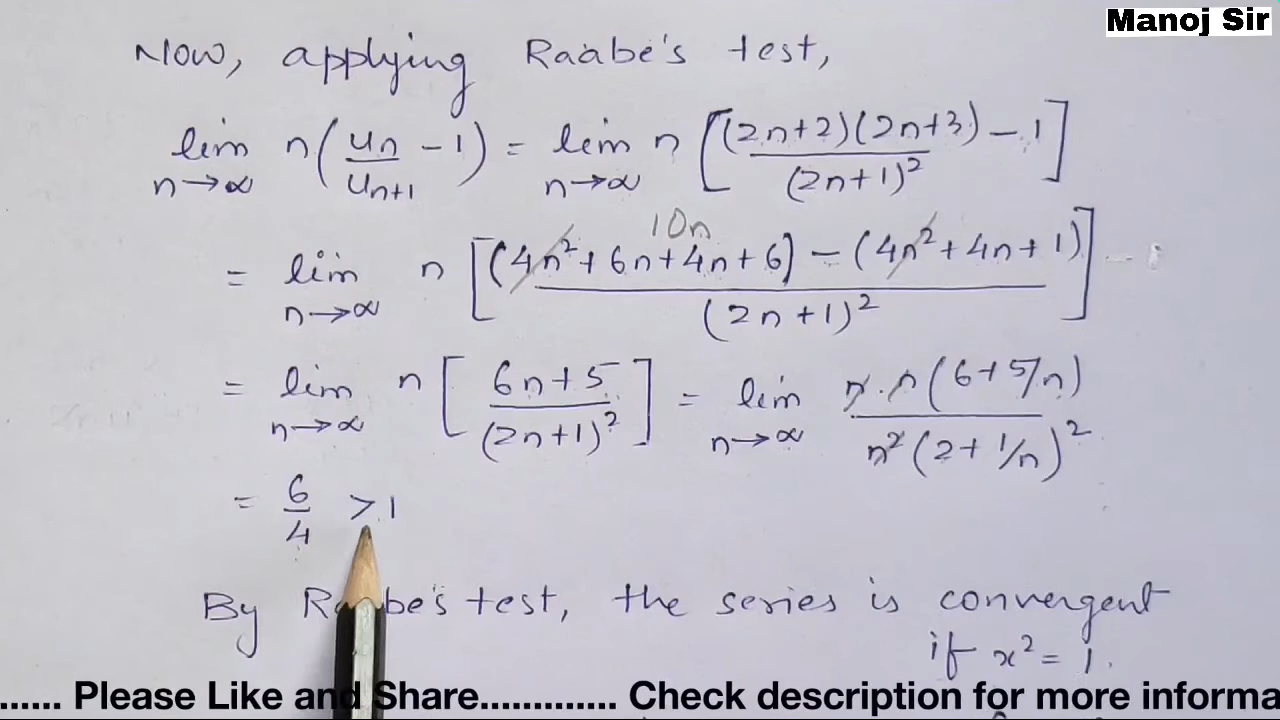 Manoj Sir
Now, applying Raabe's test,
lim n→∞ n(un/un+1 - 1) = lim n→∞ n[(2n+2)(2n+3)/(2n+1)² - 1]
10n
= lim n→∞ n[(4n²+6n+4n+6) - (4n²+4n+1)/(2n+1)²]
= lim n→∞ n[6n+5/(2n+1)²] = lim n→∞ n·n(6+5/n)/n²(2+1/n)²
= 6/4 >1
By Raabe's test, the series is convergent
if x² = 1.
...... Please Like and Share............. Check description for more informa